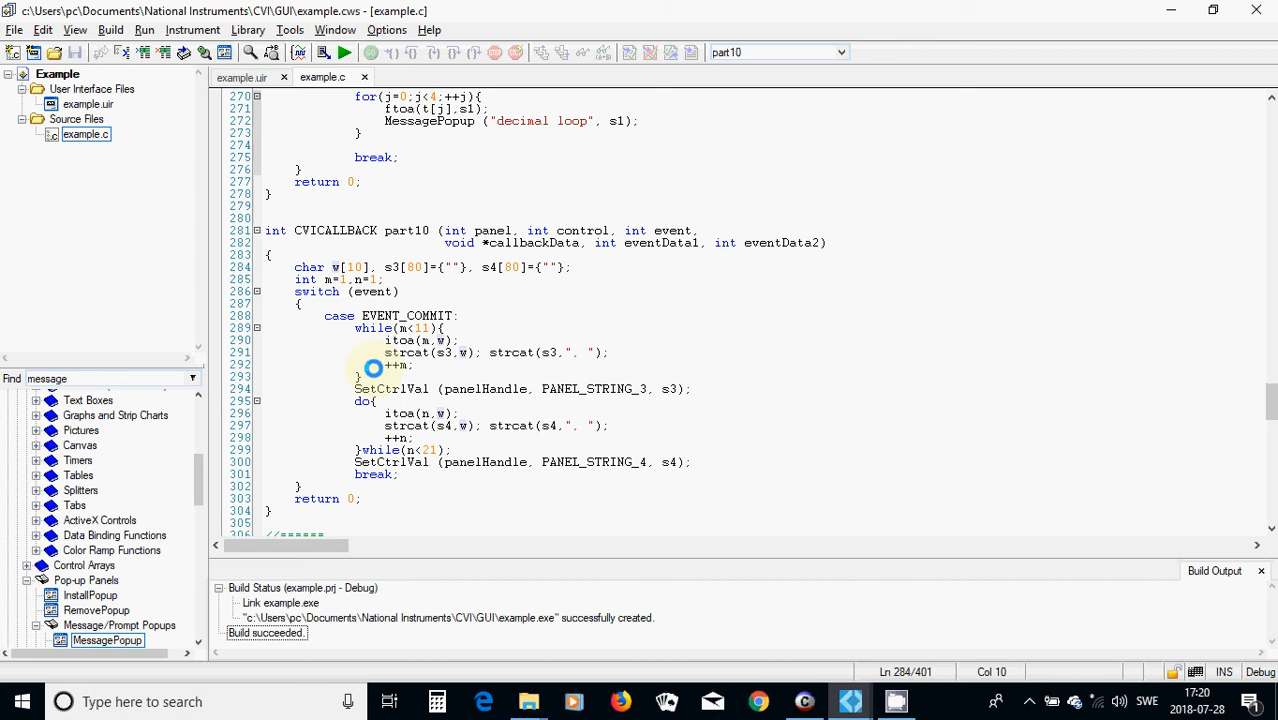 c:\Users\pc\Documents\National Instruments\CVI\GUI\example.cws - [example.c]
File Edit View Build Run Instrument Library Tools Window Options Help
part10
Example
User Interface Files
example.uir
Source Files
example.c
example.uir
example.c
270 for(j=0;j<4;++j){
271 ftoa(t[j],s1);
272 MessagePopup ("decimal loop", s1);
273 }
274
275 break;
276 }
277 return 0;
278 }
279
280
281 int CVICALLBACK part10 (int panel, int control, int event,
282 void *callbackData, int eventData1, int eventData2)
283 {
284 char w[10], s3[80]={""}, s4[80]={""};
285 int m=1,n=1;
286 switch (event)
287 {
288 case EVENT_COMMIT:
289 while(m<11){
290 itoa(m,w);
291 strcat(s3,w); strcat(s3,", ");
292 ++m;
293 }
294 SetCtrlVal (panelHandle, PANEL_STRING_3, s3);
295 do{
296 itoa(n,w);
297 strcat(s4,w); strcat(s4,", ");
298 ++n;
299 }while(n<21);
300 SetCtrlVal (panelHandle, PANEL_STRING_4, s4);
301 break;
302 }
303 return 0;
304 }
305
306 //======
Find message
Text Boxes
Graphs and Strip Charts
Pictures
Canvas
Timers
Tables
Splitters
Tabs
ActiveX Controls
Data Binding Functions
Color Ramp Functions
Control Arrays
Pop-up Panels
InstallPopup
RemovePopup
Message/Prompt Popups
MessagePopup
Build Output
Build Status (example.prj - Debug)
Link example.exe
"c:\Users\pc\Documents\National Instruments\CVI\GUI\example.exe" successfully created.
Build succeeded.
Ln 284/401 Col 10 INS Debug
Type here to search
SWE
17:20
2018-07-28
1